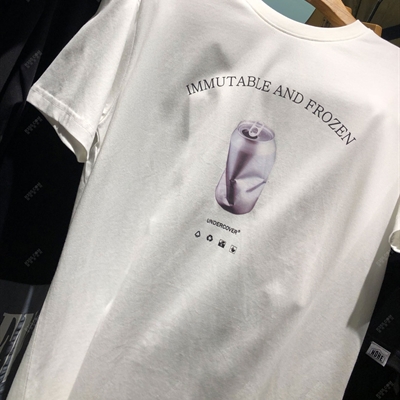 IMMUTABLE AND FROZEN
UNDERCOVER